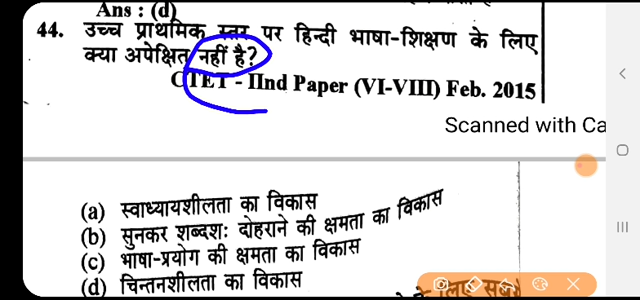 Ans : (d)
44. उच्च प्राथमिक स्तर पर हिन्दी भाषा-शिक्षण के लिए
क्या अपेक्षित नहीं है?
CTET - IInd Paper (VI-VIII) Feb. 2015
Scanned with Ca
(a) स्वाध्यायशीलता का विकास
(b) सुनकर शब्दशः दोहराने की क्षमता का विकास
(c) भाषा-प्रयोग की क्षमता का विकास
(d) चिन्तनशीलता का विकास
के लिए